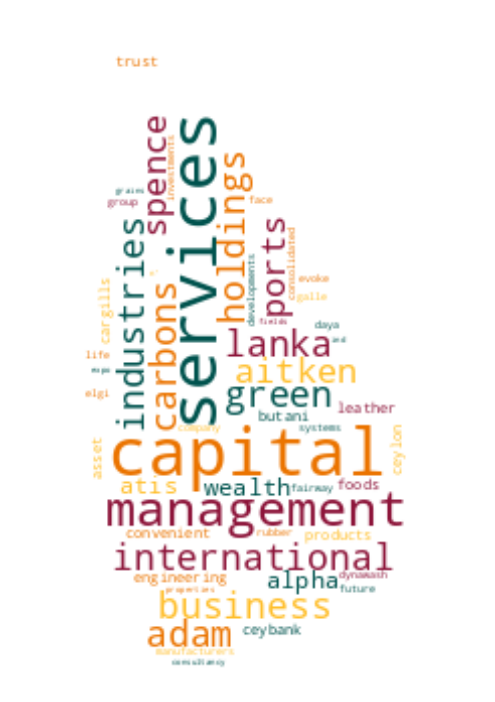 trust
services
spence
investments
holdings
grains
group
face
industries
ports
consolidated
developments
evoke
cargills
carbons
galle
fields
daya
lanka
life
expo
aitken
elgi
green
leather
butani
company
systems
capital
ceylon
asset
atis
wealth
fairway
foods
management
convenient
rubber
products
international
engineering
alpha
dynawash
properties
future
business
adam
ceybank
manufacturers
consultancy